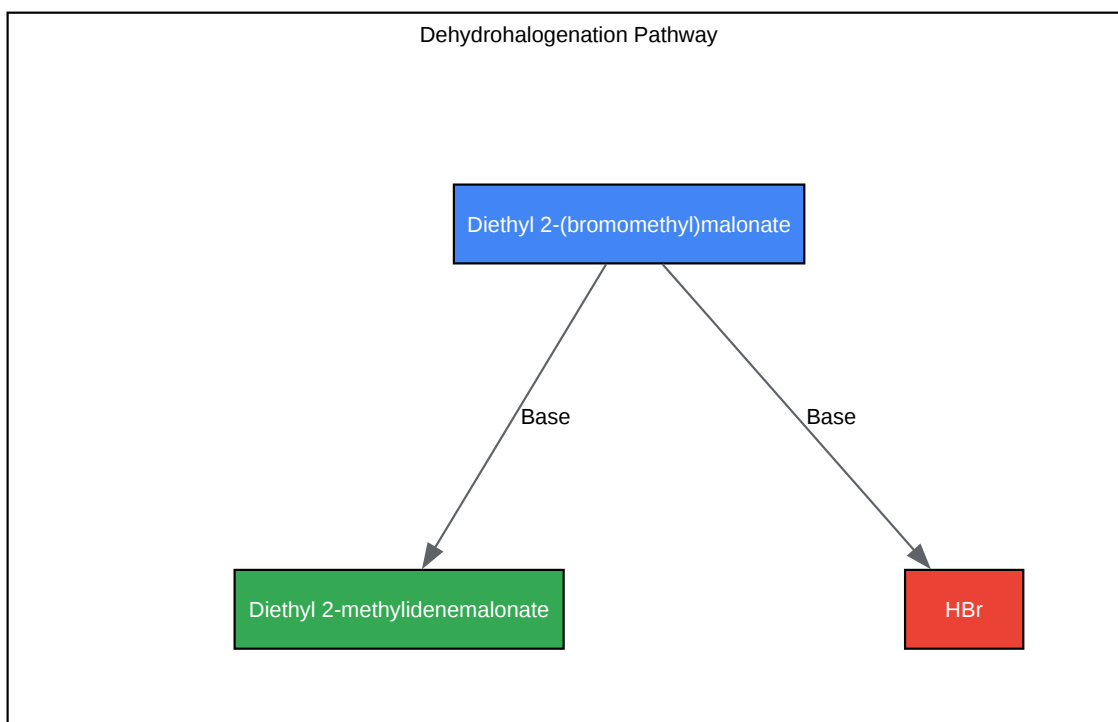 Dehydrohalogenation Pathway
Diethyl 2-(bromomethyl)malonate
Base
Base
Diethyl 2-methylidenemalonate
HBr